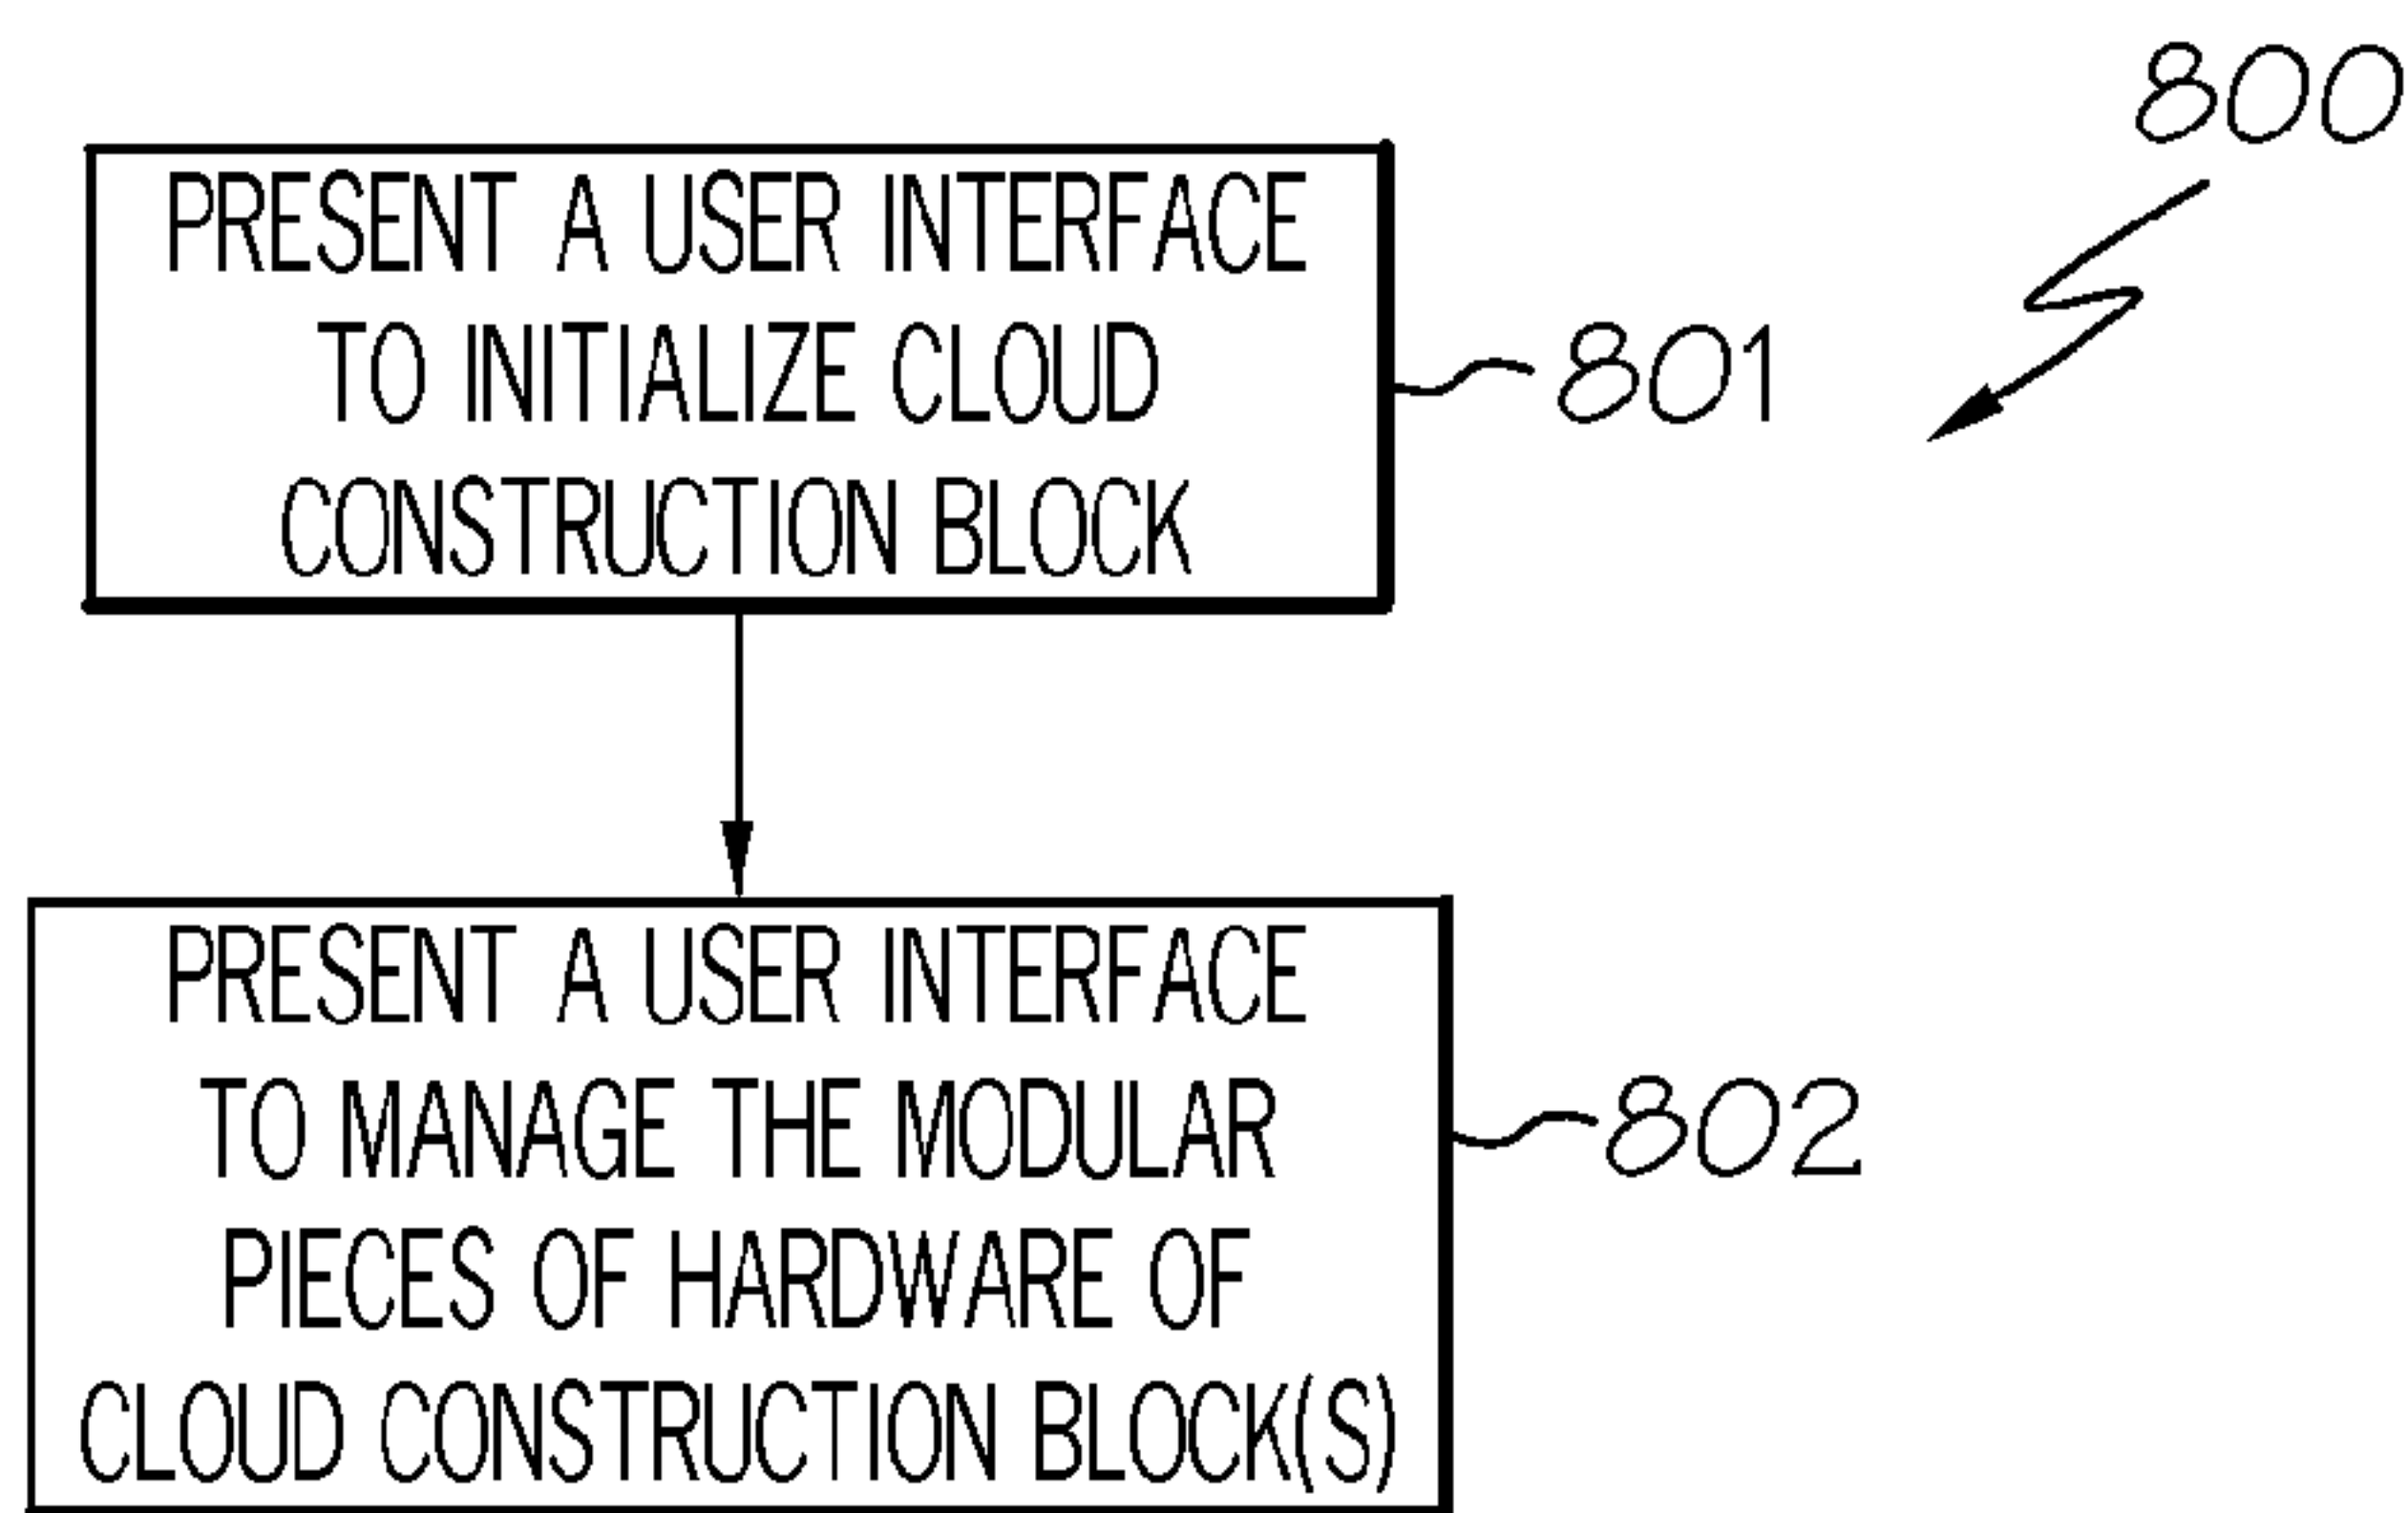 800
PRESENT A USER INTERFACE
TO INITIALIZE CLOUD
CONSTRUCTION BLOCK
801
PRESENT A USER INTERFACE
TO MANAGE THE MODULAR
PIECES OF HARDWARE OF
CLOUD CONSTRUCTION BLOCK(S)
802